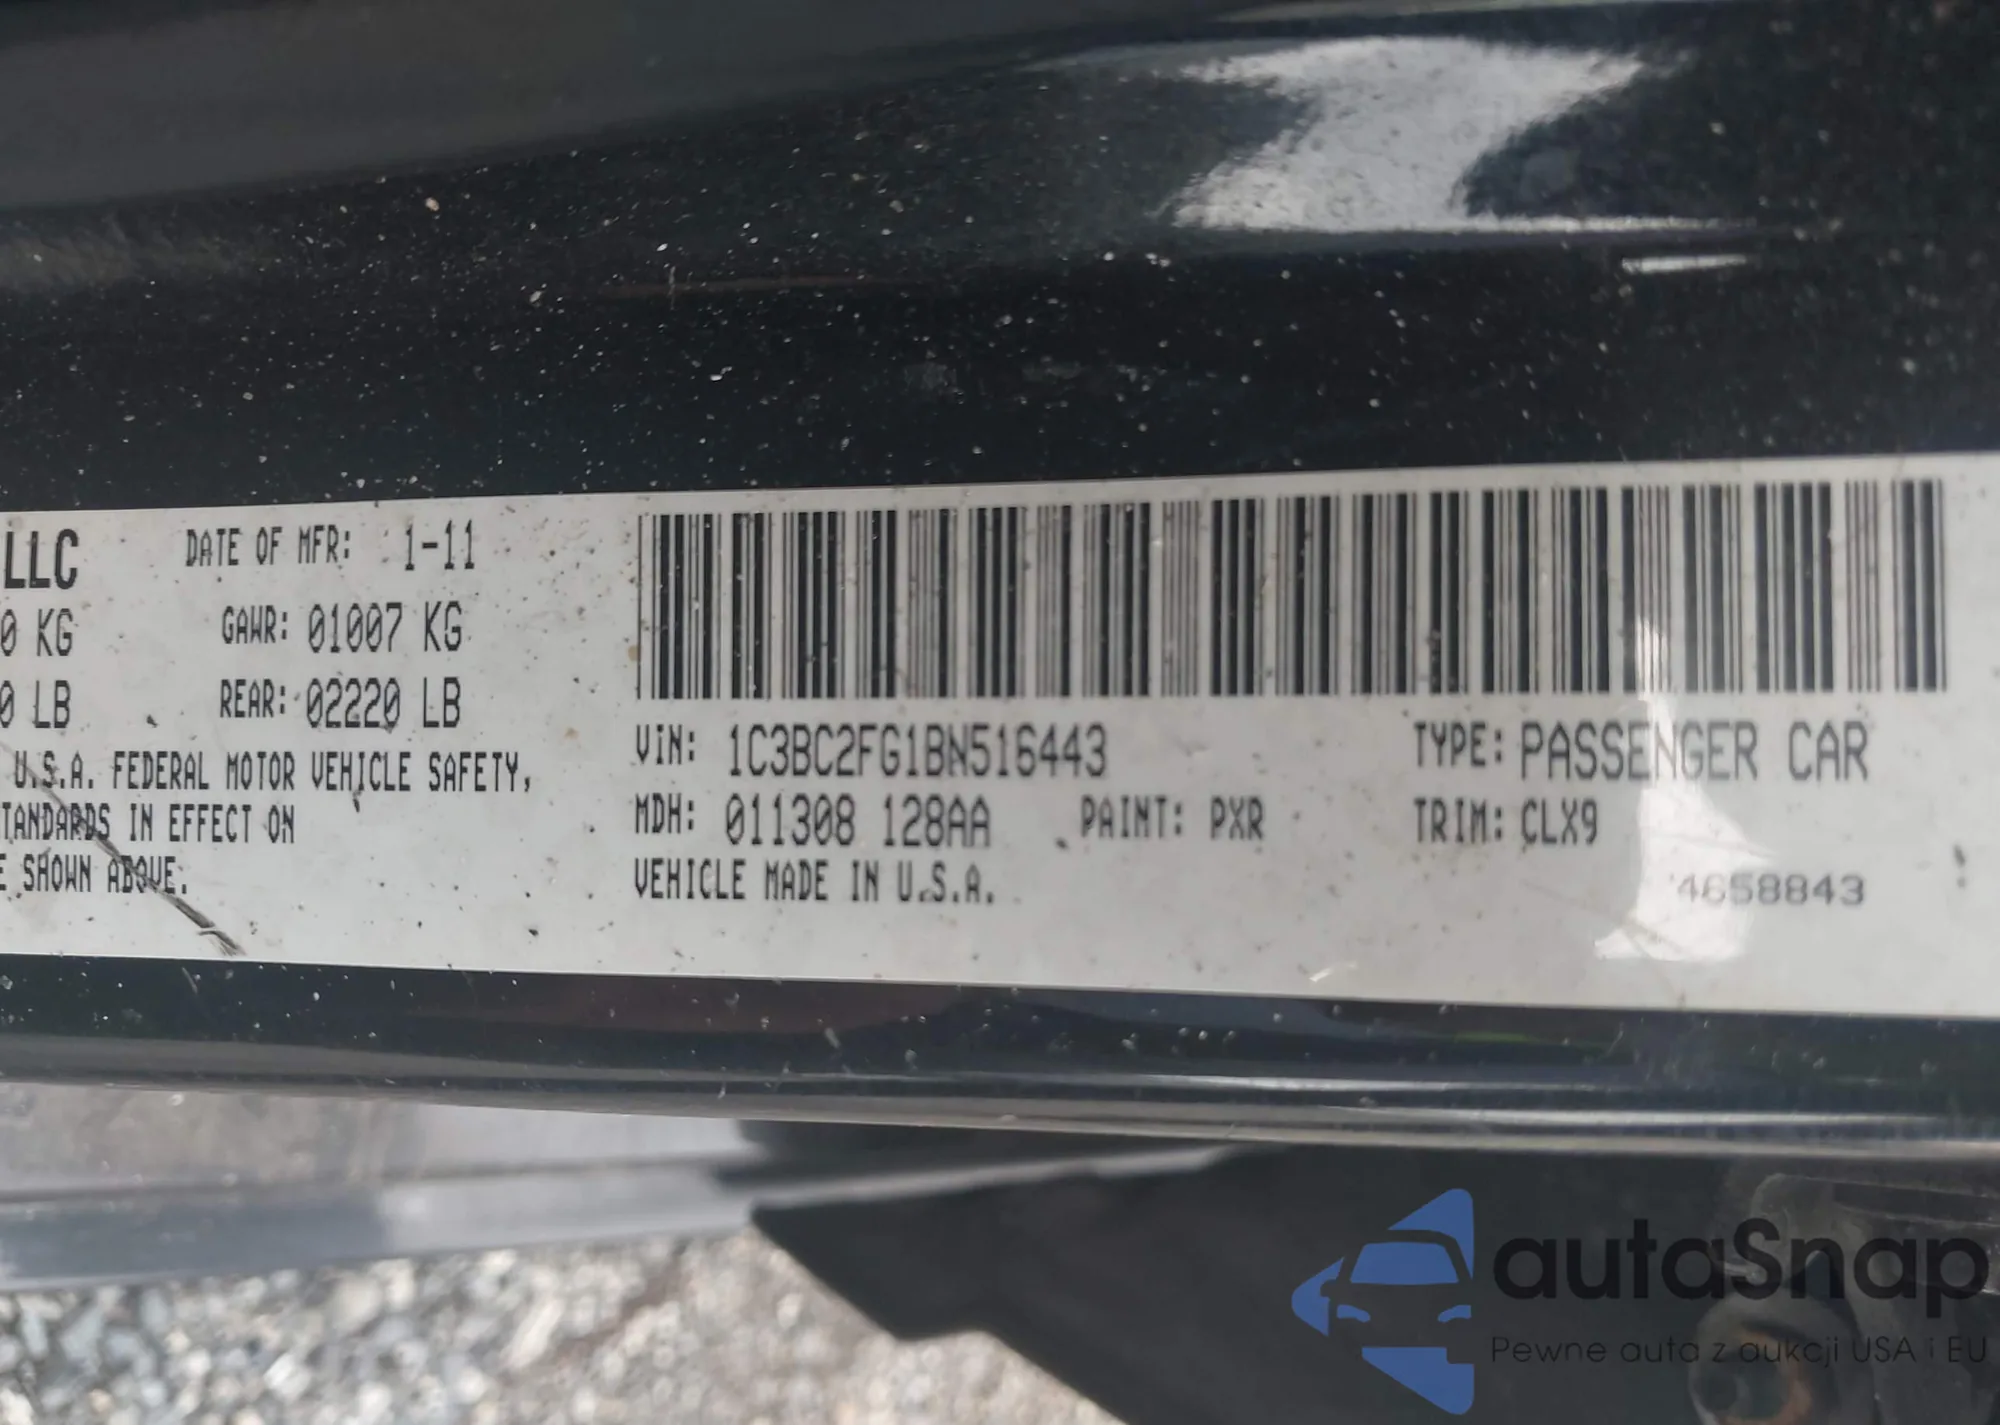 LLC DATE OF MFR: 1-11
0 KG GAWR: 01007 KG
0 LB REAR: 02220 LB
U.S.A. FEDERAL MOTOR VEHICLE SAFETY,
TANDARDS IN EFFECT ON
E SHOWN ABOVE.
VIN: 1C3BC2FG1BN516443 TYPE: PASSENGER CAR
MDH: 011308 128AA PAINT: PXR TRIM: CLX9
VEHICLE MADE IN U.S.A.
4658843
autaSnap
Pewne auta z aukcji USA i EU